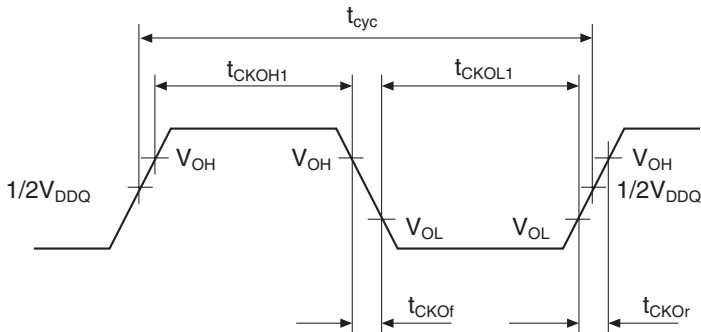 tcyc
tCKOH1 tCKOL1
VOH VOH VOH
1/2VDDQ 1/2VDDQ
VOL VOL
tCKOf tCKOr